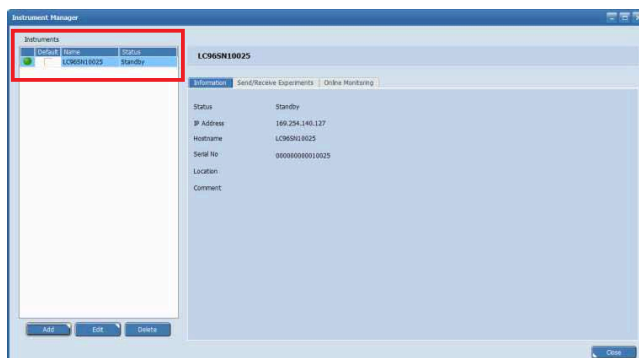 Instrument Manager
Instruments
Default Name Status
LC96SN10025 Standby
LC96SN10025
Information Send/Receive Experiments Online Monitoring
Status Standby
IP Address 169.254.140.127
Hostname LC96SN10025
Serial No 000000000010025
Location
Comment
Add Edit Delete
Close